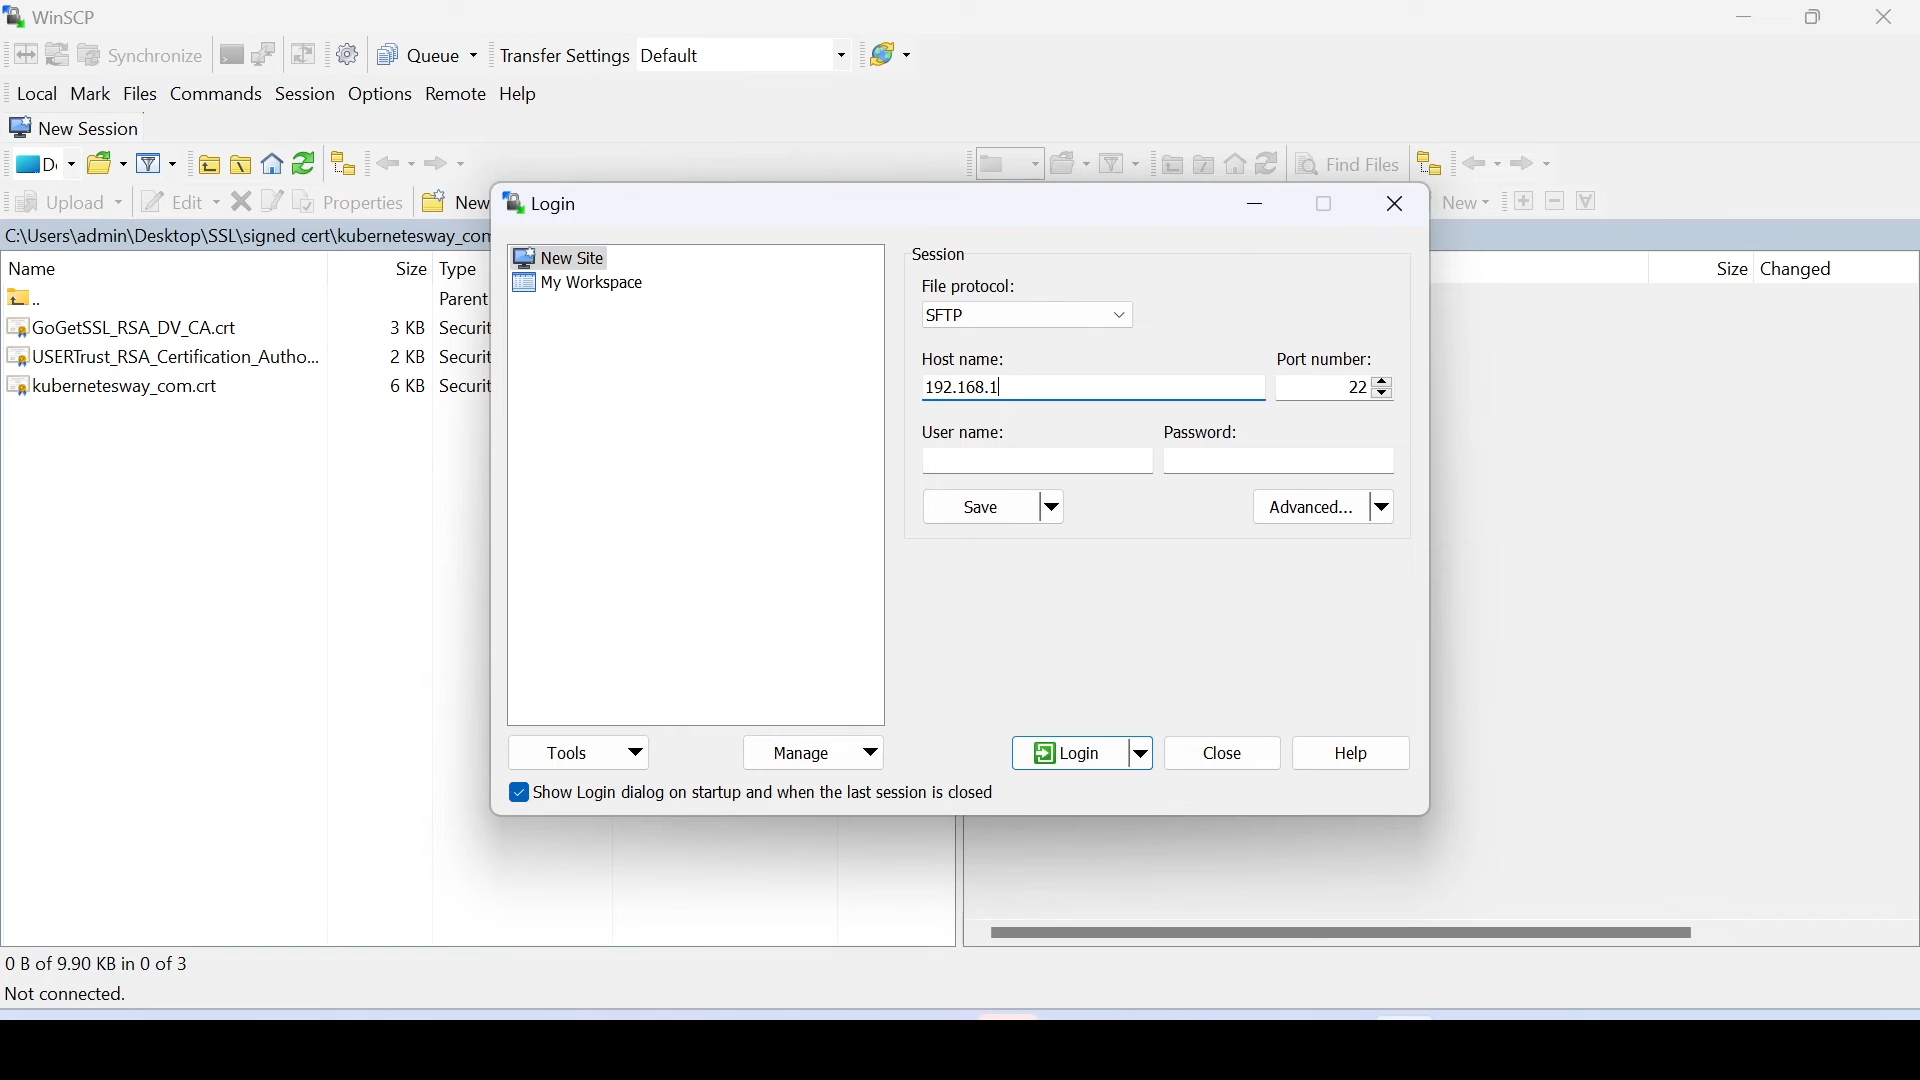 WinSCP
Synchronize Queue Transfer Settings Default
Local Mark Files Commands Session Options Remote Help
New Session
Find Files
Upload Edit Properties New
New
C:\Users\admin\Desktop\SSL\signed cert\kubernetesway_com
Name Size Type
Size Changed
.. Parent
GoGetSSL_RSA_DV_CA.crt 3 KB Securit
USERTrust_RSA_Certification_Autho... 2 KB Securit
kubernetesway_com.crt 6 KB Securit
Login
New Site
My Workspace
Session
File protocol:
SFTP
Host name: Port number:
192.168.1 22
User name: Password:
Save Advanced...
Tools Manage Login Close Help
Show Login dialog on startup and when the last session is closed
0 B of 9.90 KB in 0 of 3
Not connected.